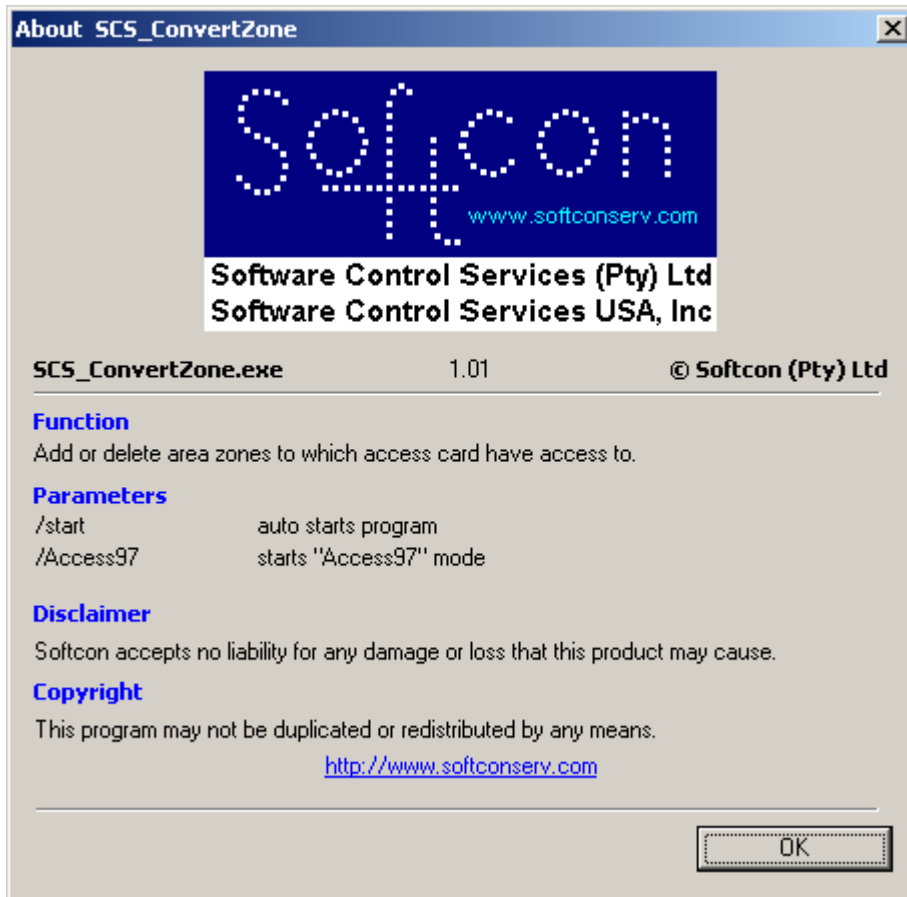 About SCS_ConvertZone
Softcon
www.softconserv.com
Software Control Services (Pty) Ltd
Software Control Services USA, Inc
SCS_ConvertZone.exe 1.01 © Softcon (Pty) Ltd
Function
Add or delete area zones to which access card have access to.
Parameters
/start auto starts program
/Access97 starts "Access97" mode
Disclaimer
Softcon accepts no liability for any damage or loss that this product may cause.
Copyright
This program may not be duplicated or redistributed by any means.
http://www.softconserv.com
OK